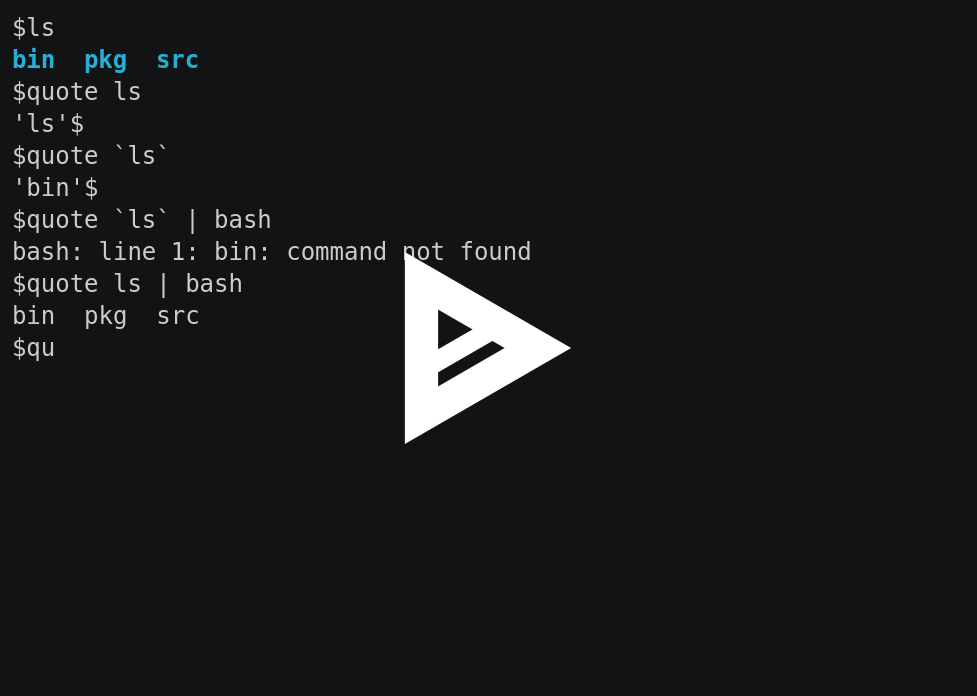 $ls
bin  pkg  src
$quote ls
'ls'$
$quote `ls`
'bin'$
$quote `ls` | bash
bash: line 1: bin: command not found
$quote ls | bash
bin  pkg  src
$qu